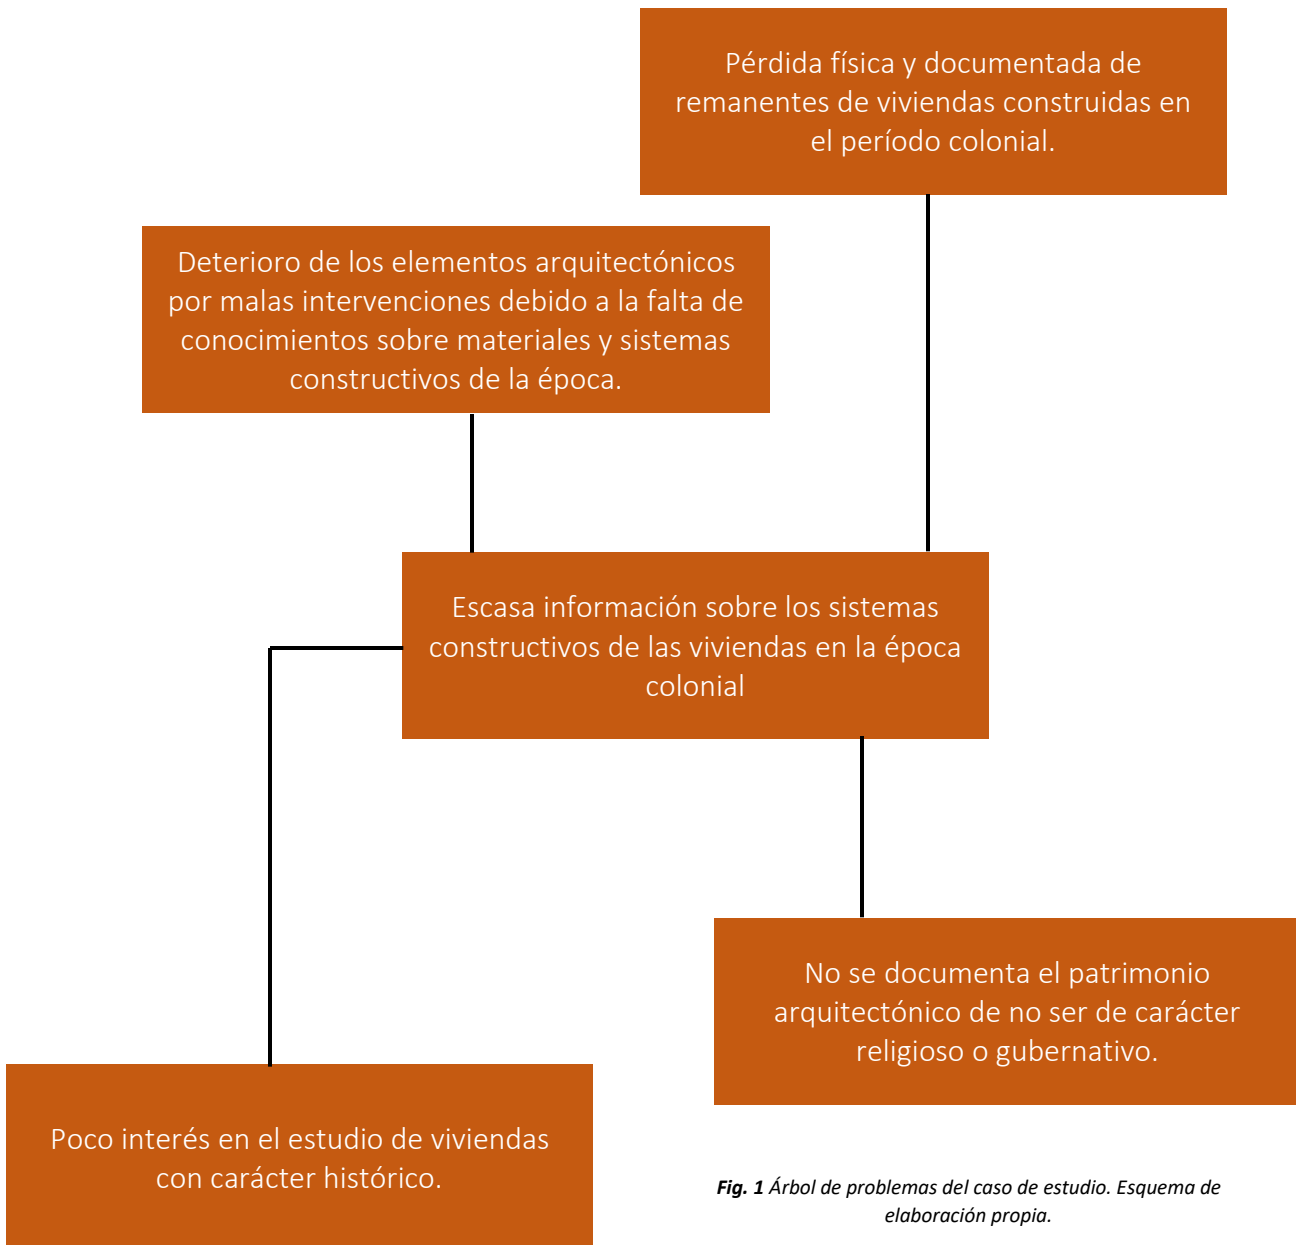 Pérdida física y documentada de
remanentes de viviendas construidas en
el período colonial.
Deterioro de los elementos arquitectónicos
por malas intervenciones debido a la falta de
conocimientos sobre materiales y sistemas
constructivos de la época.
Escasa información sobre los sistemas
constructivos de las viviendas en la época
colonial
No se documenta el patrimonio
arquitectónico de no ser de carácter
religioso o gubernativo.
Poco interés en el estudio de viviendas
con carácter histórico.
Fig. 1 Árbol de problemas del caso de estudio. Esquema de
elaboración propia.